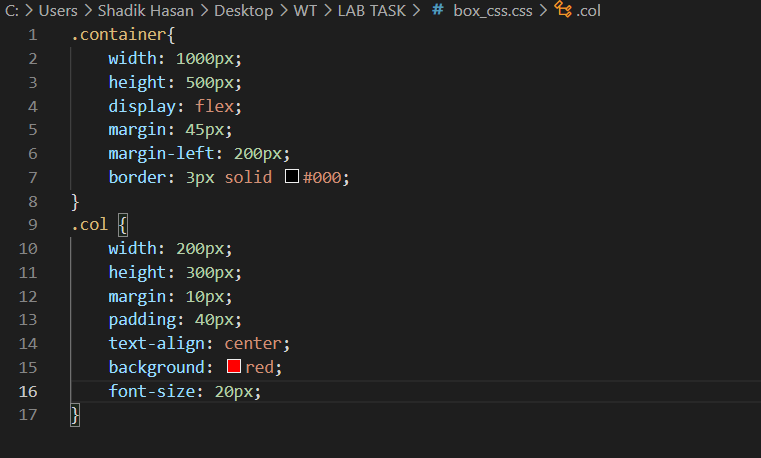 C: > Users > Shadik Hasan > Desktop > WT > LAB TASK > # box_css.css > .col
1 .container{
2 width: 1000px;
3 height: 500px;
4 display: flex;
5 margin: 45px;
6 margin-left: 200px;
7 border: 3px solid #000;
8 }
9 .col {
10 width: 200px;
11 height: 300px;
12 margin: 10px;
13 padding: 40px;
14 text-align: center;
15 background: red;
16 font-size: 20px;
17 }